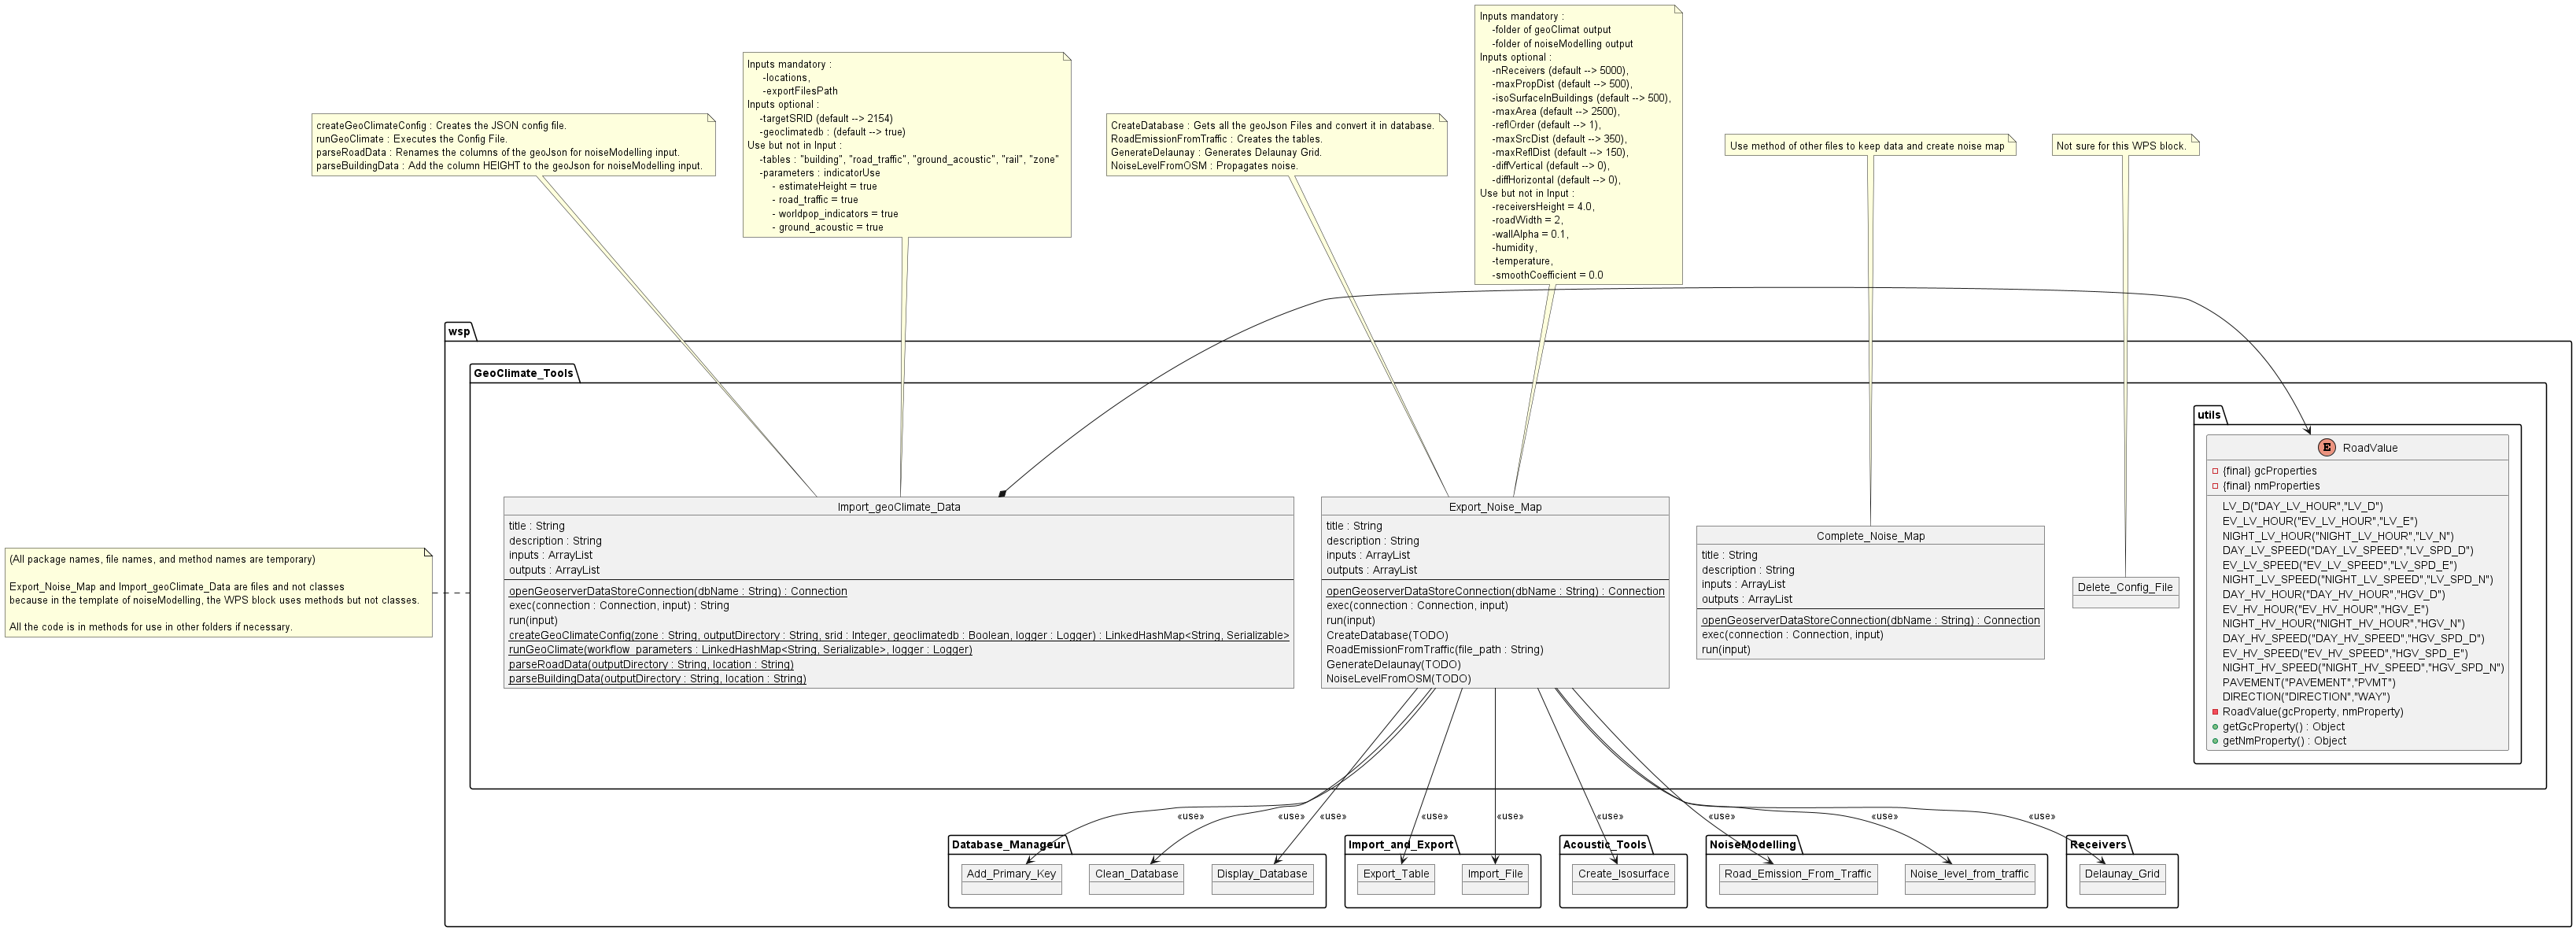 Inputs mandatory :
-folder of geoClimat output
-folder of noiseModelling output
Inputs optional :
-nReceivers (default --> 5000),
-maxPropDist (default --> 500),
-isoSurfaceInBuildings (default --> 500),
-maxArea (default --> 2500),
-reflOrder (default --> 1),
-maxSrcDist (default --> 350),
-maxReflDist (default --> 150),
-diffVertical (default --> 0),
-diffHorizontal (default --> 0),
Use but not in Input :
-receiversHeight = 4.0,
-roadWidth = 2,
-wallAlpha = 0.1,
-humidity,
-temperature,
-smoothCoefficient = 0.0
Inputs mandatory :
-locations,
-exportFilesPath
Inputs optional :
-targetSRID (default --> 2154)
-geoclimatedb : (default --> true)
Use but not in Input :
-tables : "building", "road_traffic", "ground_acoustic", "rail", "zone"
-parameters : indicatorUse
- estimateHeight = true
- road_traffic = true
- worldpop_indicators = true
- ground_acoustic = true
createGeoClimateConfig : Creates the JSON config file.
runGeoClimate : Executes the Config File.
parseRoadData : Renames the columns of the geoJson for noiseModelling input.
parseBuildingData : Add the column HEIGHT to the geoJson for noiseModelling input.
CreateDatabase : Gets all the geoJson Files and convert it in database.
RoadEmissionFromTraffic : Creates the tables.
GenerateDelaunay : Generates Delaunay Grid.
NoiseLevelFromOSM : Propagates noise.
Use method of other files to keep data and create noise map
Not sure for this WPS block.
wsp
GeoClimate_Tools
utils
E RoadValue
{final} gcProperties
{final} nmProperties
LV_D("DAY_LV_HOUR","LV_D")
EV_LV_HOUR("EV_LV_HOUR","LV_E")
NIGHT_LV_HOUR("NIGHT_LV_HOUR","LV_N")
DAY_LV_SPEED("DAY_LV_SPEED","LV_SPD_D")
EV_LV_SPEED("EV_LV_SPEED","LV_SPD_E")
NIGHT_LV_SPEED("NIGHT_LV_SPEED","LV_SPD_N")
DAY_HV_HOUR("DAY_HV_HOUR","HGV_D")
EV_HV_HOUR("EV_HV_HOUR","HGV_E")
NIGHT_HV_HOUR("NIGHT_HV_HOUR","HGV_N")
DAY_HV_SPEED("DAY_HV_SPEED","HGV_SPD_D")
EV_HV_SPEED("EV_HV_SPEED","HGV_SPD_E")
NIGHT_HV_SPEED("NIGHT_HV_SPEED","HGV_SPD_N")
PAVEMENT("PAVEMENT","PVMT")
DIRECTION("DIRECTION","WAY")
RoadValue(gcProperty, nmProperty)
getGcProperty() : Object
getNmProperty() : Object
Import_geoClimate_Data
title : String
description : String
inputs : ArrayList
outputs : ArrayList
openGeoserverDataStoreConnection(dbName : String) : Connection
exec(connection : Connection, input) : String
run(input)
createGeoClimateConfig(zone : String, outputDirectory : String, srid : Integer, geoclimatedb : Boolean, logger : Logger) : LinkedHashMap<String, Serializable>
runGeoClimate(workflow_parameters : LinkedHashMap<String, Serializable>, logger : Logger)
parseRoadData(outputDirectory : String, location : String)
parseBuildingData(outputDirectory : String, location : String)
Export_Noise_Map
title : String
description : String
inputs : ArrayList
outputs : ArrayList
openGeoserverDataStoreConnection(dbName : String) : Connection
exec(connection : Connection, input)
run(input)
CreateDatabase(TODO)
RoadEmissionFromTraffic(file_path : String)
GenerateDelaunay(TODO)
NoiseLevelFromOSM(TODO)
Complete_Noise_Map
title : String
description : String
inputs : ArrayList
outputs : ArrayList
openGeoserverDataStoreConnection(dbName : String) : Connection
exec(connection : Connection, input)
run(input)
Delete_Config_File
(All package names, file names, and method names are temporary)
Export_Noise_Map and Import_geoClimate_Data are files and not classes
because in the template of noiseModelling, the WPS block uses methods but not classes.
All the code is in methods for use in other folders if necessary.
«use» «use» «use» «use» «use» «use» «use» «use» «use»
Database_Manageur
Add_Primary_Key
Clean_Database
Display_Database
Import_and_Export
Export_Table
Import_File
Acoustic_Tools
Create_Isosurface
NoiseModelling
Road_Emission_From_Traffic
Noise_level_from_traffic
Receivers
Delaunay_Grid